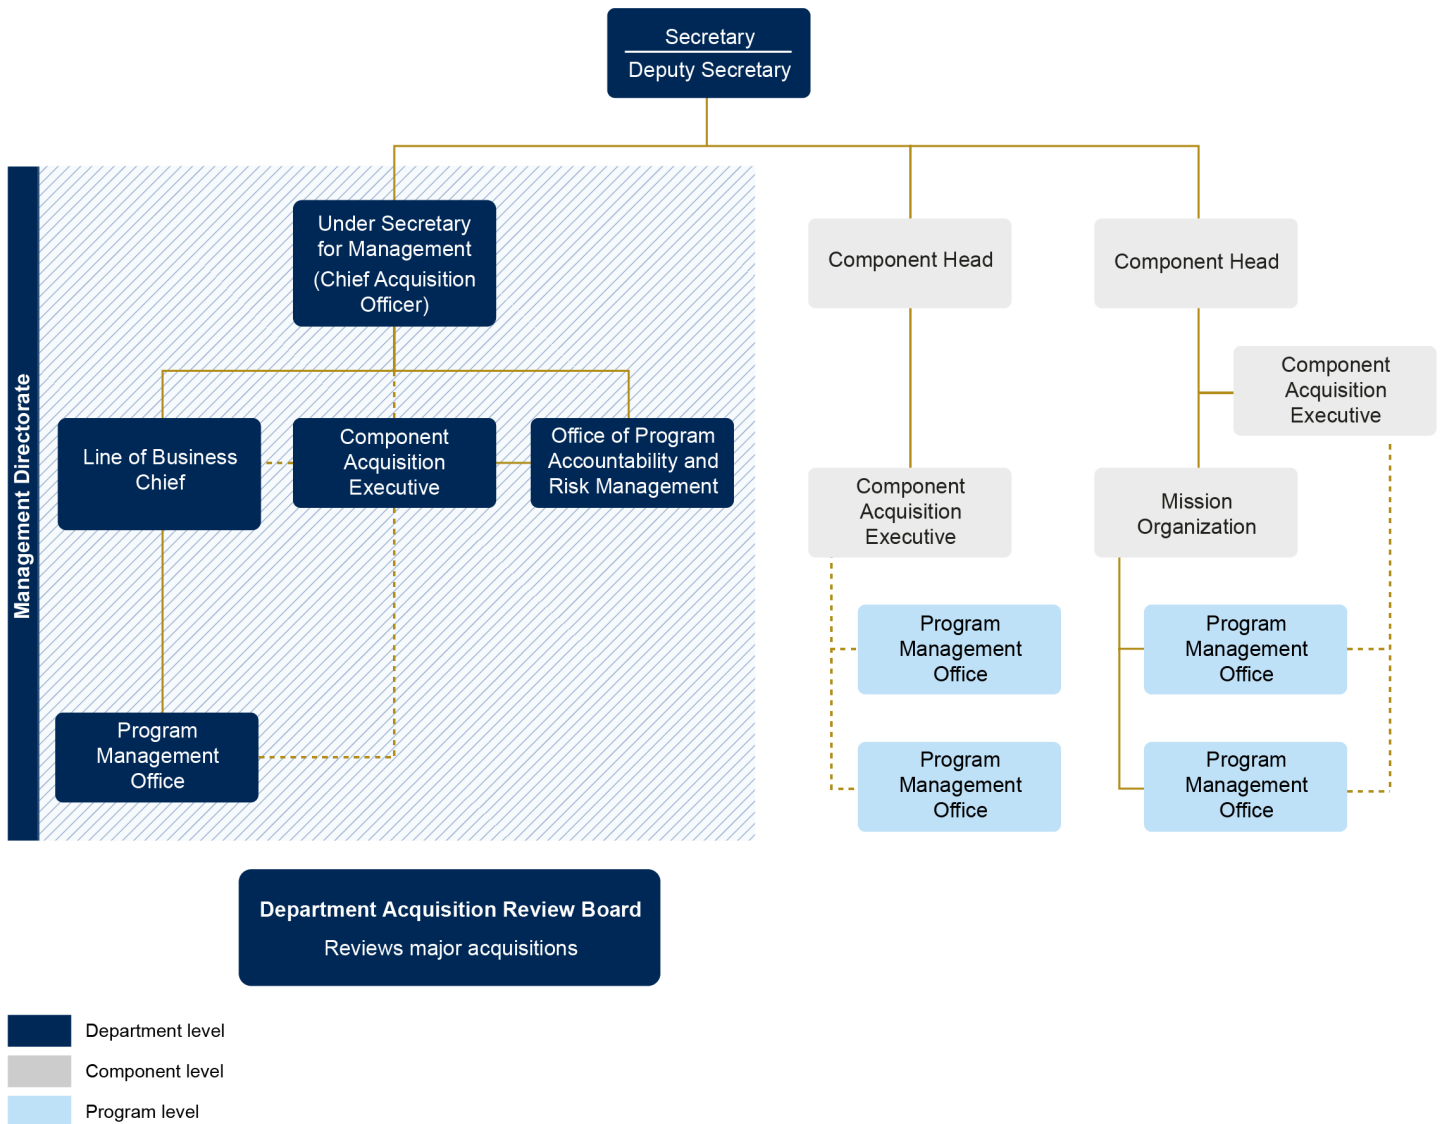 Secretary
Deputy Secretary
Management Directorate
Under Secretary
for Management
(Chief Acquisition
Officer)
Line of Business
Chief
Component
Acquisition
Executive
Office of Program
Accountability and
Risk Management
Program
Management
Office
Component Head
Component
Acquisition
Executive
Program
Management
Office
Program
Management
Office
Component Head
Component
Acquisition
Executive
Mission
Organization
Program
Management
Office
Program
Management
Office
Department Acquisition Review Board
Reviews major acquisitions
Department level
Component level
Program level